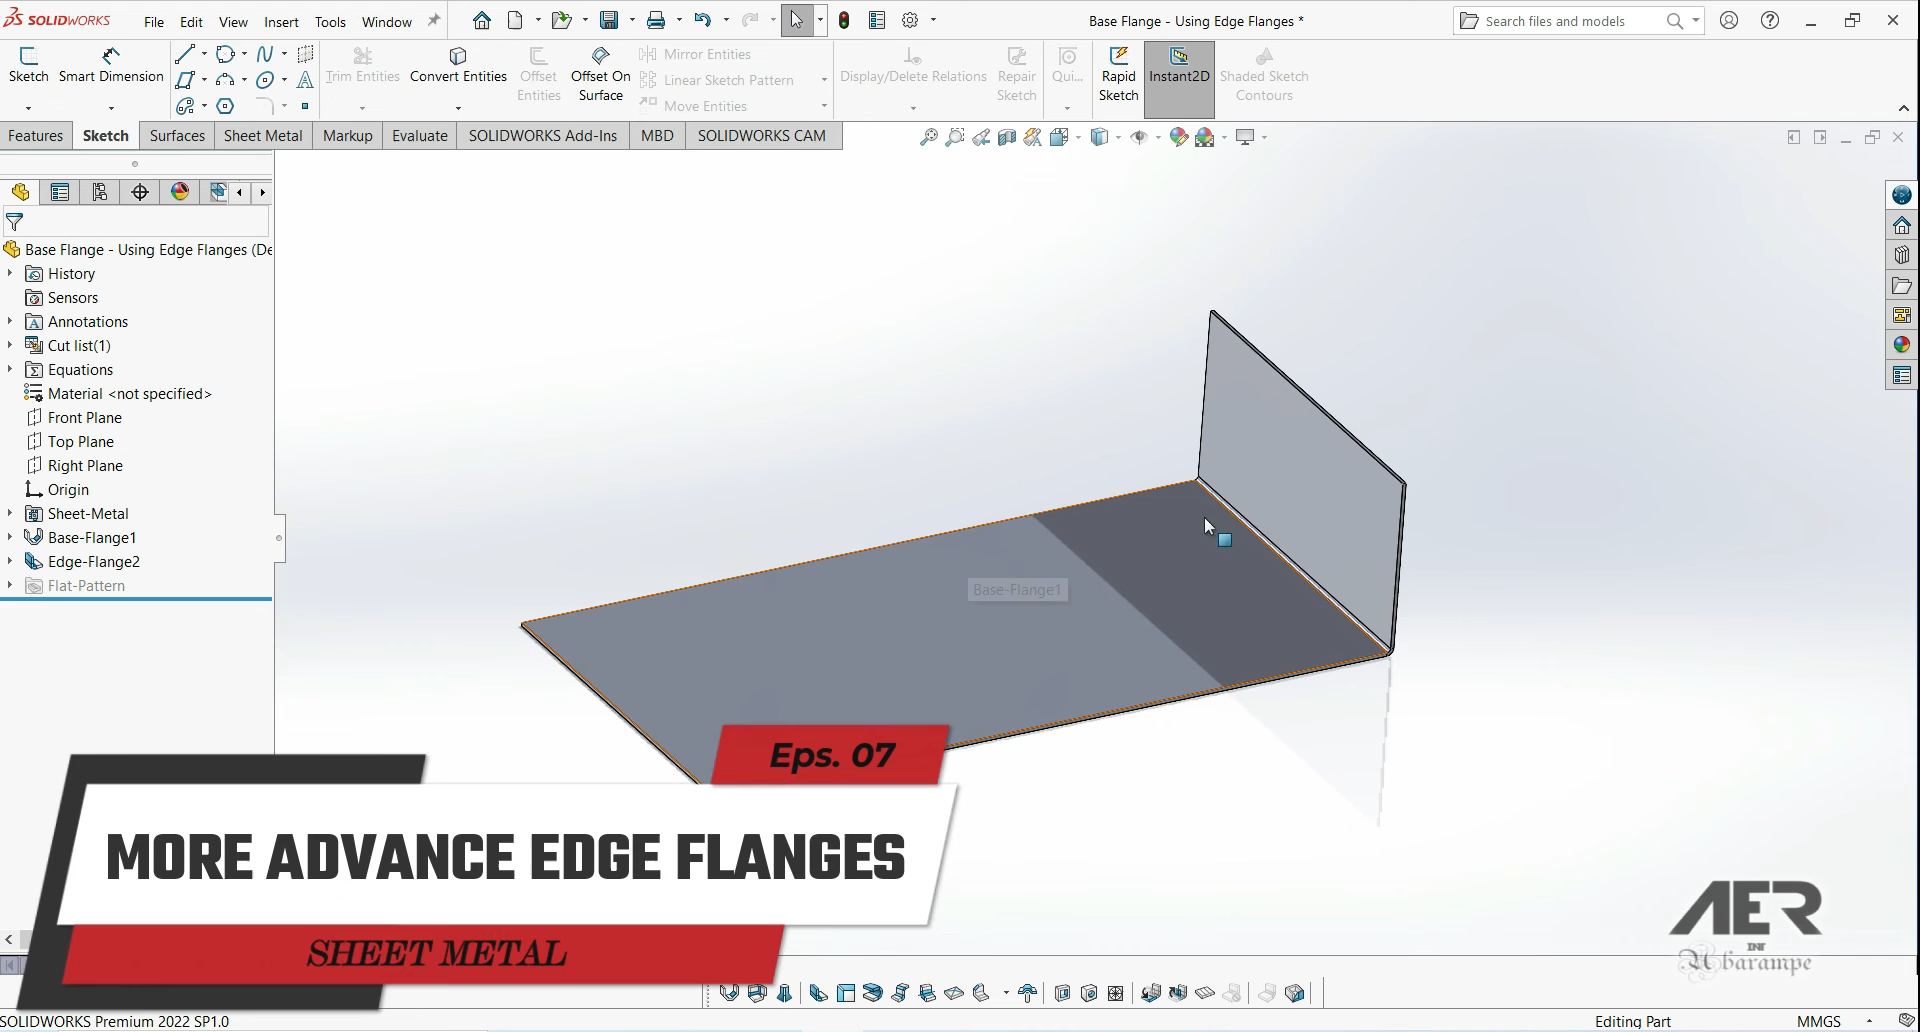 SOLIDWORKS
File
Edit
View
Insert
Tools
Window
Base Flange - Using Edge Flanges *
Search files and models
Sketch
Smart Dimension
Trim Entities
Convert Entities
Offset
Entities
Offset On
Surface
Mirror Entities
Linear Sketch Pattern
Move Entities
Display/Delete Relations
Repair
Sketch
Qui...
Rapid
Sketch
Instant2D
Shaded Sketch
Contours
Features
Sketch
Surfaces
Sheet Metal
Markup
Evaluate
SOLIDWORKS Add-Ins
MBD
SOLIDWORKS CAM
Base Flange - Using Edge Flanges (De
History
Sensors
Annotations
Cut list(1)
Equations
Material <not specified>
Front Plane
Top Plane
Right Plane
Origin
Sheet-Metal
Base-Flange1
Edge-Flange2
Flat-Pattern
Base-Flange1
Eps. 07
MORE ADVANCE EDGE FLANGES
SHEET METAL
AER
SOLIDWORKS Premium 2022 SP1.0
Editing Part
MMGS